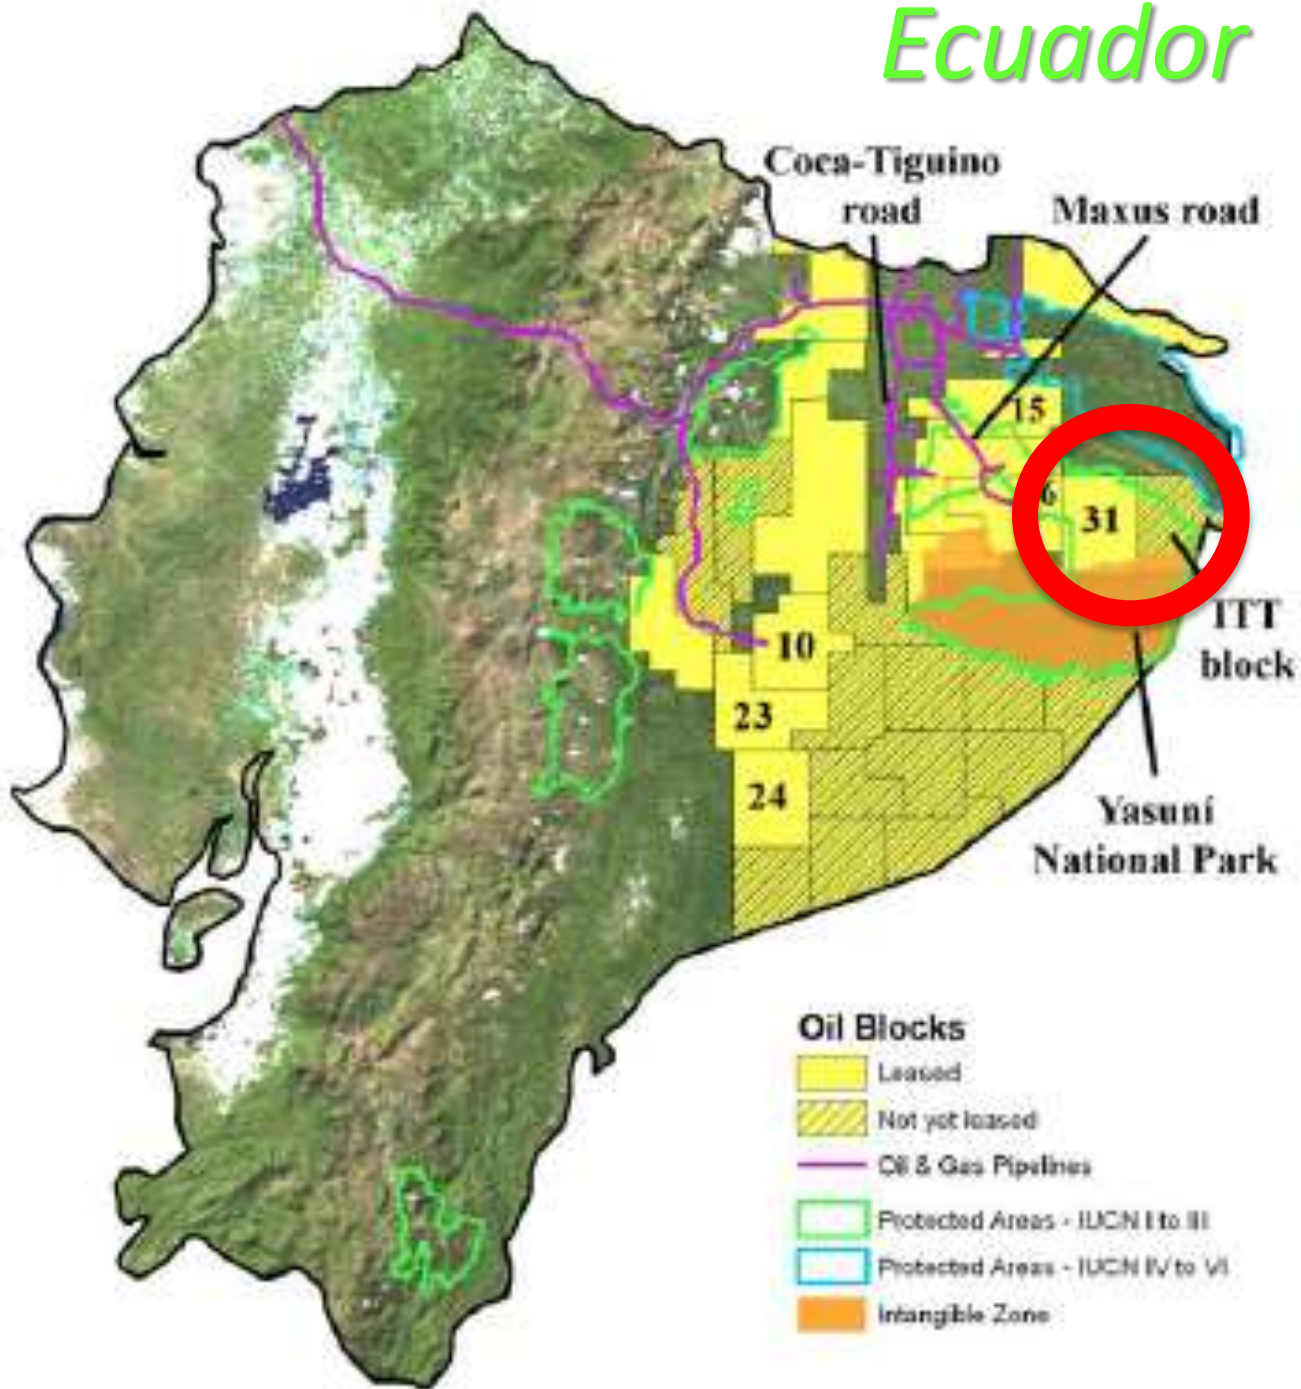 Ecuador
Coca-Tiguino
road
Maxus road
15
6
31
ITT
block
10
23
24
Yasuní
National Park
Oil Blocks
Leased
Not yet leased
Oil & Gas Pipelines
Protected Areas - IUCN I to III
Protected Areas - IUCN IV to VI
Intangible Zone